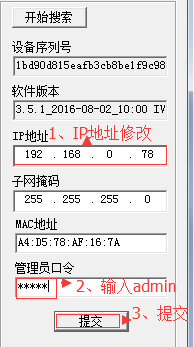 开始搜索
设备序列号
1bd90d815eafb3cb8be1f9c98
软件版本
3.5.1_2016-08-02_10:00 IV
IP地址 1、IP地址修改
192 . 168 . 0 . 78
子网掩码
255 . 255 . 255 . 0
MAC地址
A4:D5:78:AF:16:7A
管理员口令
***** 2、输入admin
提交 3、提交